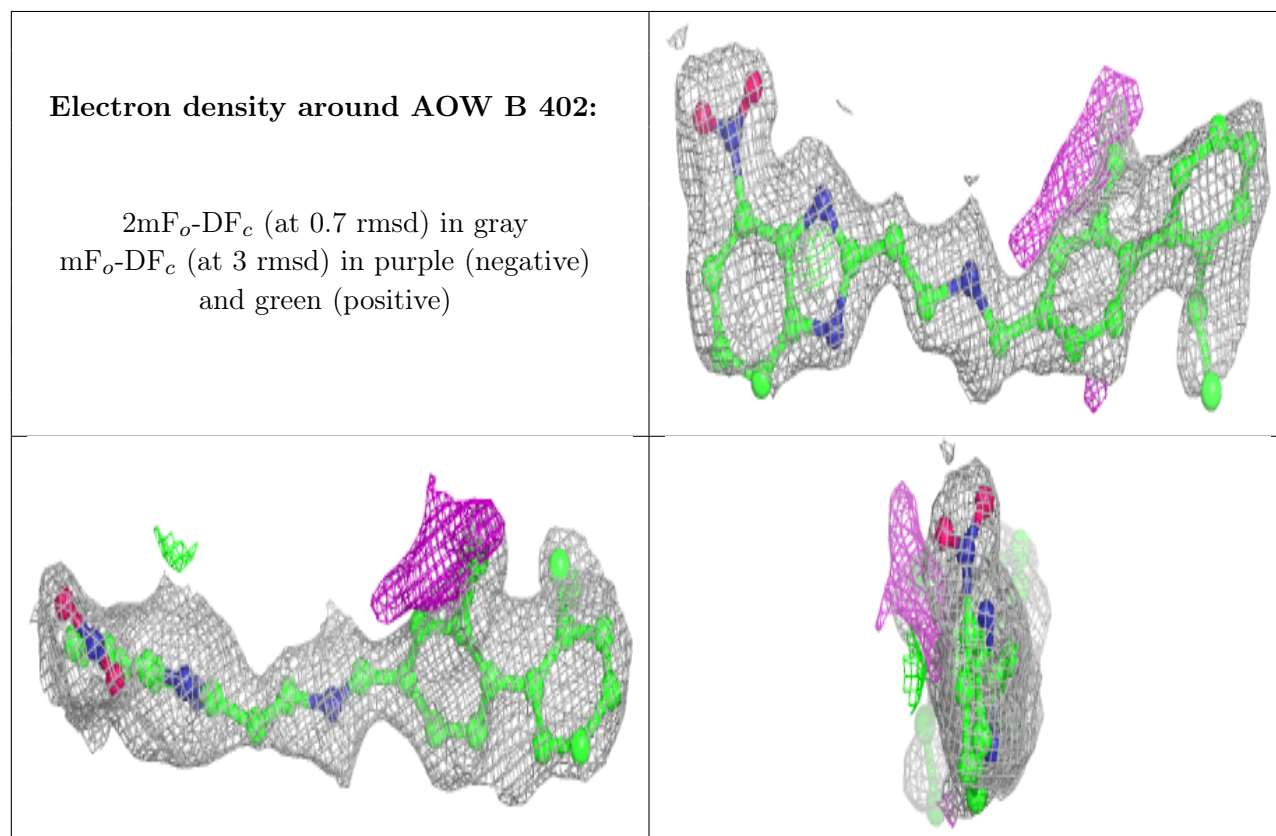 Electron density around AOW B 402:
2mFo-DFc (at 0.7 rmsd) in gray
mFo-DFc (at 3 rmsd) in purple (negative)
and green (positive)